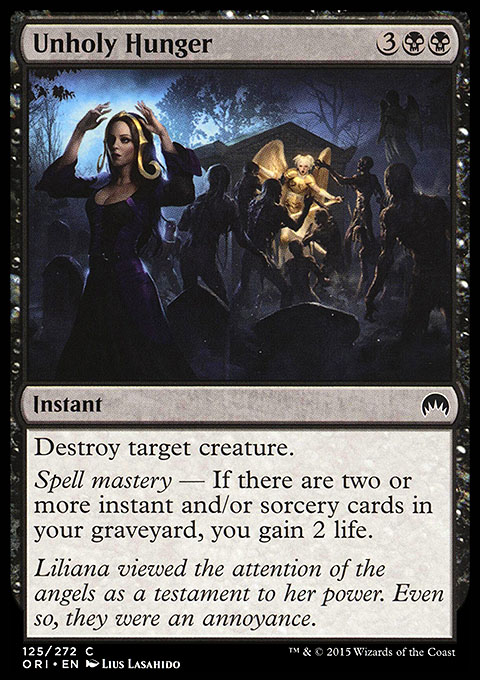 Unholy Hunger 3
Instant
Destroy target creature.
Spell mastery — If there are two or
more instant and/or sorcery cards in
your graveyard, you gain 2 life.
Liliana viewed the attention of the
angels as a testament to her power. Even
so, they were an annoyance.
125/272 C
ORI • EN Lius Lasahido
™ & © 2015 Wizards of the Coast